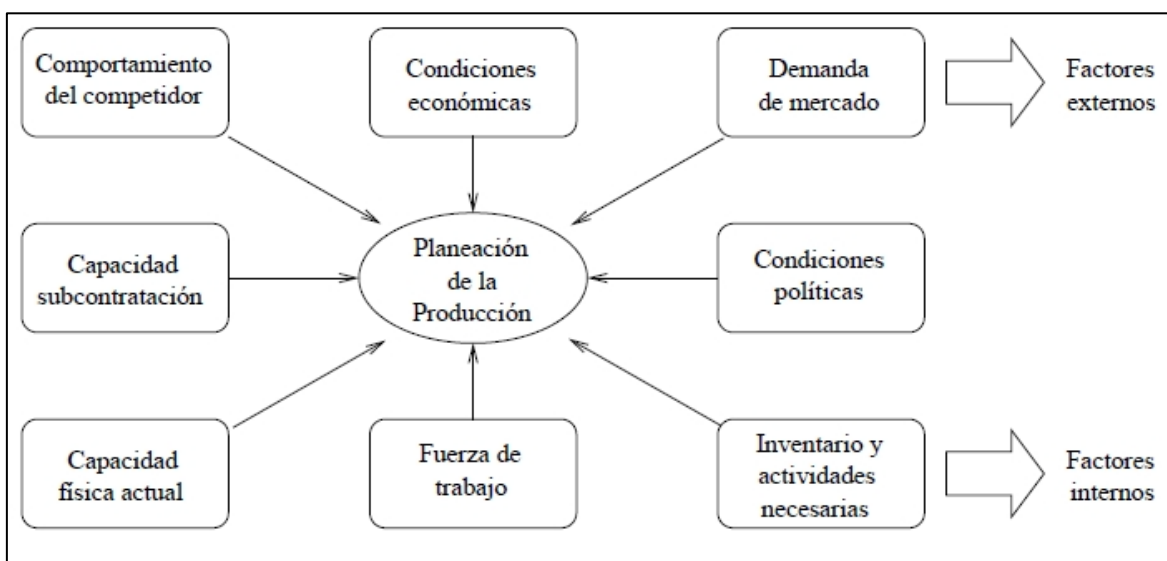 Comportamiento
del competidor
Condiciones
económicas
Demanda
de mercado
Factores
externos
Capacidad
subcontratación
Planeación
de la
Producción
Condiciones
políticas
Capacidad
física actual
Fuerza de
trabajo
Inventario y
actividades
necesarias
Factores
internos